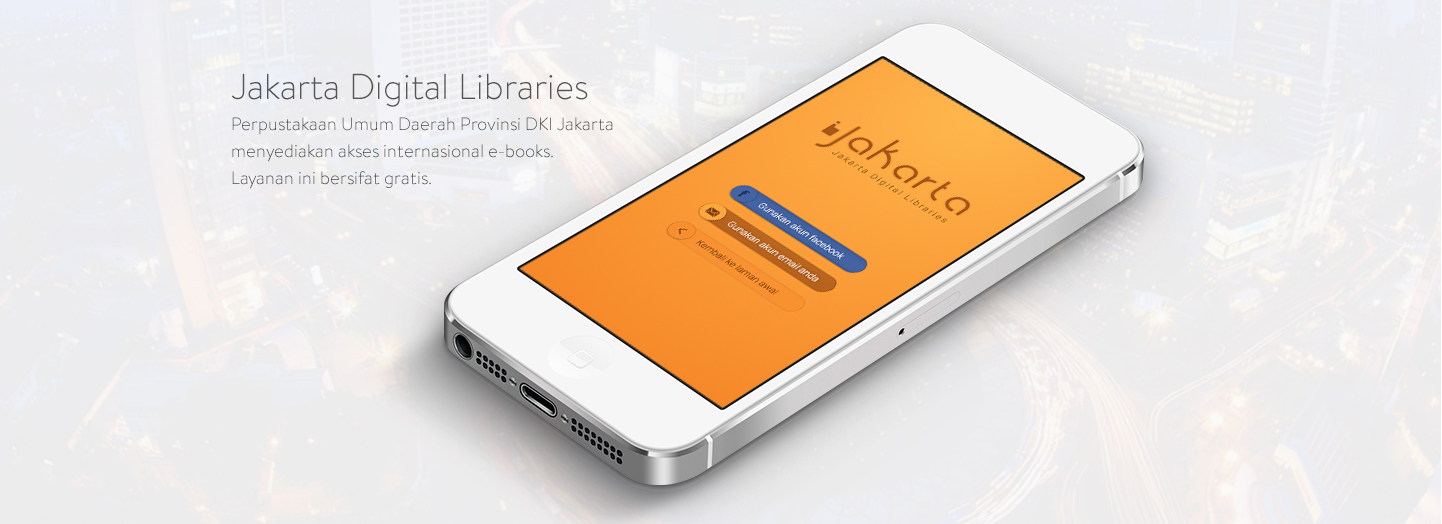 Jakarta Digital Libraries
Perpustakaan Umum Daerah Provinsi DKI Jakarta
menyediakan akses internasional e-books.
Layanan ini bersifat gratis.
iJakarta
Jakarta Digital Libraries
Gunakan akun facebook
Gunakan akun email anda
Kembali ke laman awal